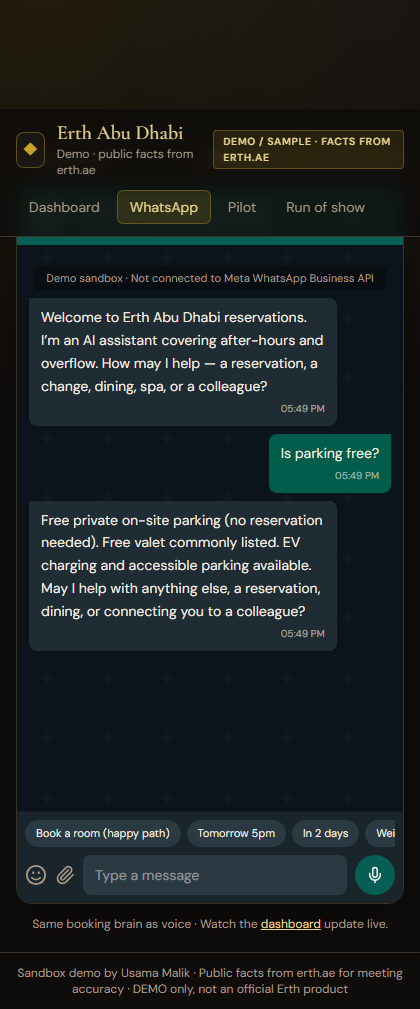 Erth Abu Dhabi
Demo · public facts from
erth.ae
DEMO / SAMPLE · FACTS FROM
ERTH.AE
Dashboard
WhatsApp
Pilot
Run of show
Demo sandbox · Not connected to Meta WhatsApp Business API
Welcome to Erth Abu Dhabi reservations.
I’m an AI assistant covering after-hours and
overflow. How may I help — a reservation, a
change, dining, spa, or a colleague?
05:49 PM
Is parking free?
05:49 PM
Free private on-site parking (no reservation
needed). Free valet commonly listed. EV
charging and accessible parking available.
May I help with anything else, a reservation,
dining, or connecting you to a colleague?
05:49 PM
Book a room (happy path)
Tomorrow 5pm
In 2 days
Wei
Type a message
Same booking brain as voice · Watch the dashboard update live.
Sandbox demo by Usama Malik · Public facts from erth.ae for meeting
accuracy · DEMO only, not an official Erth product